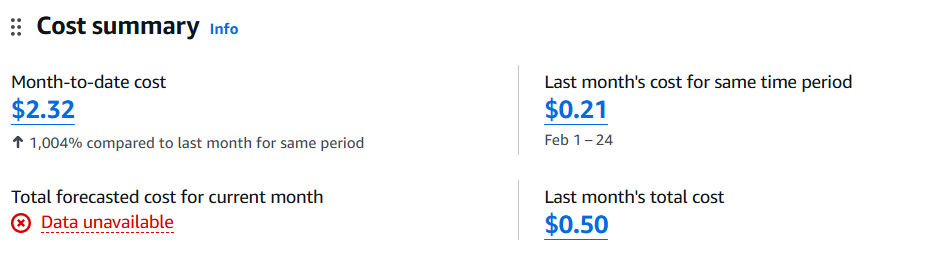 Cost summary Info
Month-to-date cost
$2.32
↑ 1,004% compared to last month for same period
Last month's cost for same time period
$0.21
Feb 1 – 24
Total forecasted cost for current month
Data unavailable
Last month's total cost
$0.50